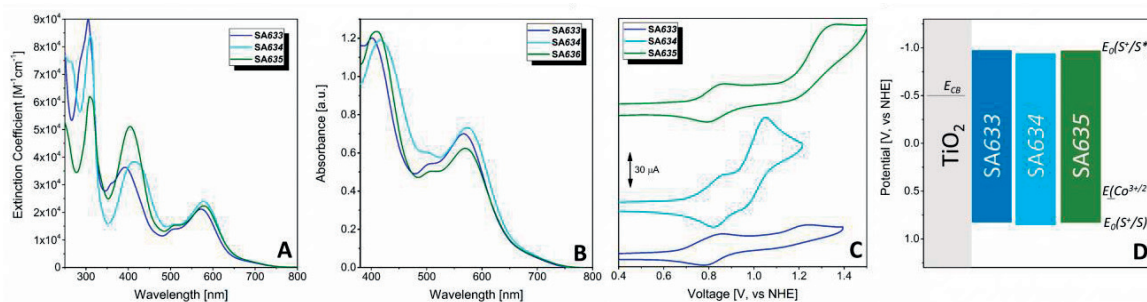 SA633
SA634
SA635
Extinction Coefficient [M⁻¹cm⁻¹]
9x10⁴
8x10⁴
7x10⁴
6x10⁴
5x10⁴
4x10⁴
3x10⁴
2x10⁴
1x10⁴
0
300 400 500 600 700 800
Wavelength [nm]
A
SA633
SA634
SA636
Absorbance [a.u.]
1.2
1.0
0.8
0.6
0.4
0.2
0.0
400 500 600 700 800
Wavelength [nm]
B
SA633
SA634
SA635
30 µA
0.4 0.6 0.8 1.0 1.2 1.4
Voltage [V, vs NHE]
C
Potential [V, vs NHE]
-1.0
-0.5
0.0
0.5
1.0
E_CB
TiO₂
SA633
SA634
SA635
E₀(S⁺/S*
E(Co³⁺/²
E₀(S⁺/S)
D